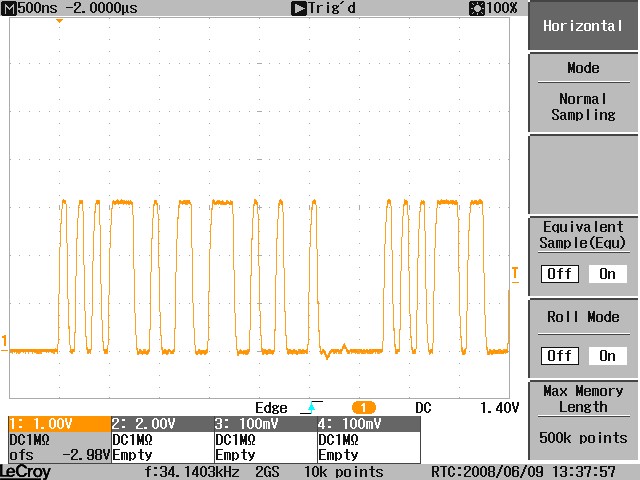 M 500ns -2.0000µs Trig'd 100%
Horizontal
Mode
Normal
Sampling
Equivalent
Sample(Equ)
Off On
Roll Mode
Off On
Max Memory
Length
500k points
T
1
Edge 1 DC 1.40V
1: 1.00V 2: 2.00V 3: 100mV 4: 100mV
DC1MΩ DC1MΩ DC1MΩ DC1MΩ
ofs -2.98V Empty Empty Empty
LeCroy f:34.1403kHz 2GS 10k points RTC:2008/06/09 13:37:57